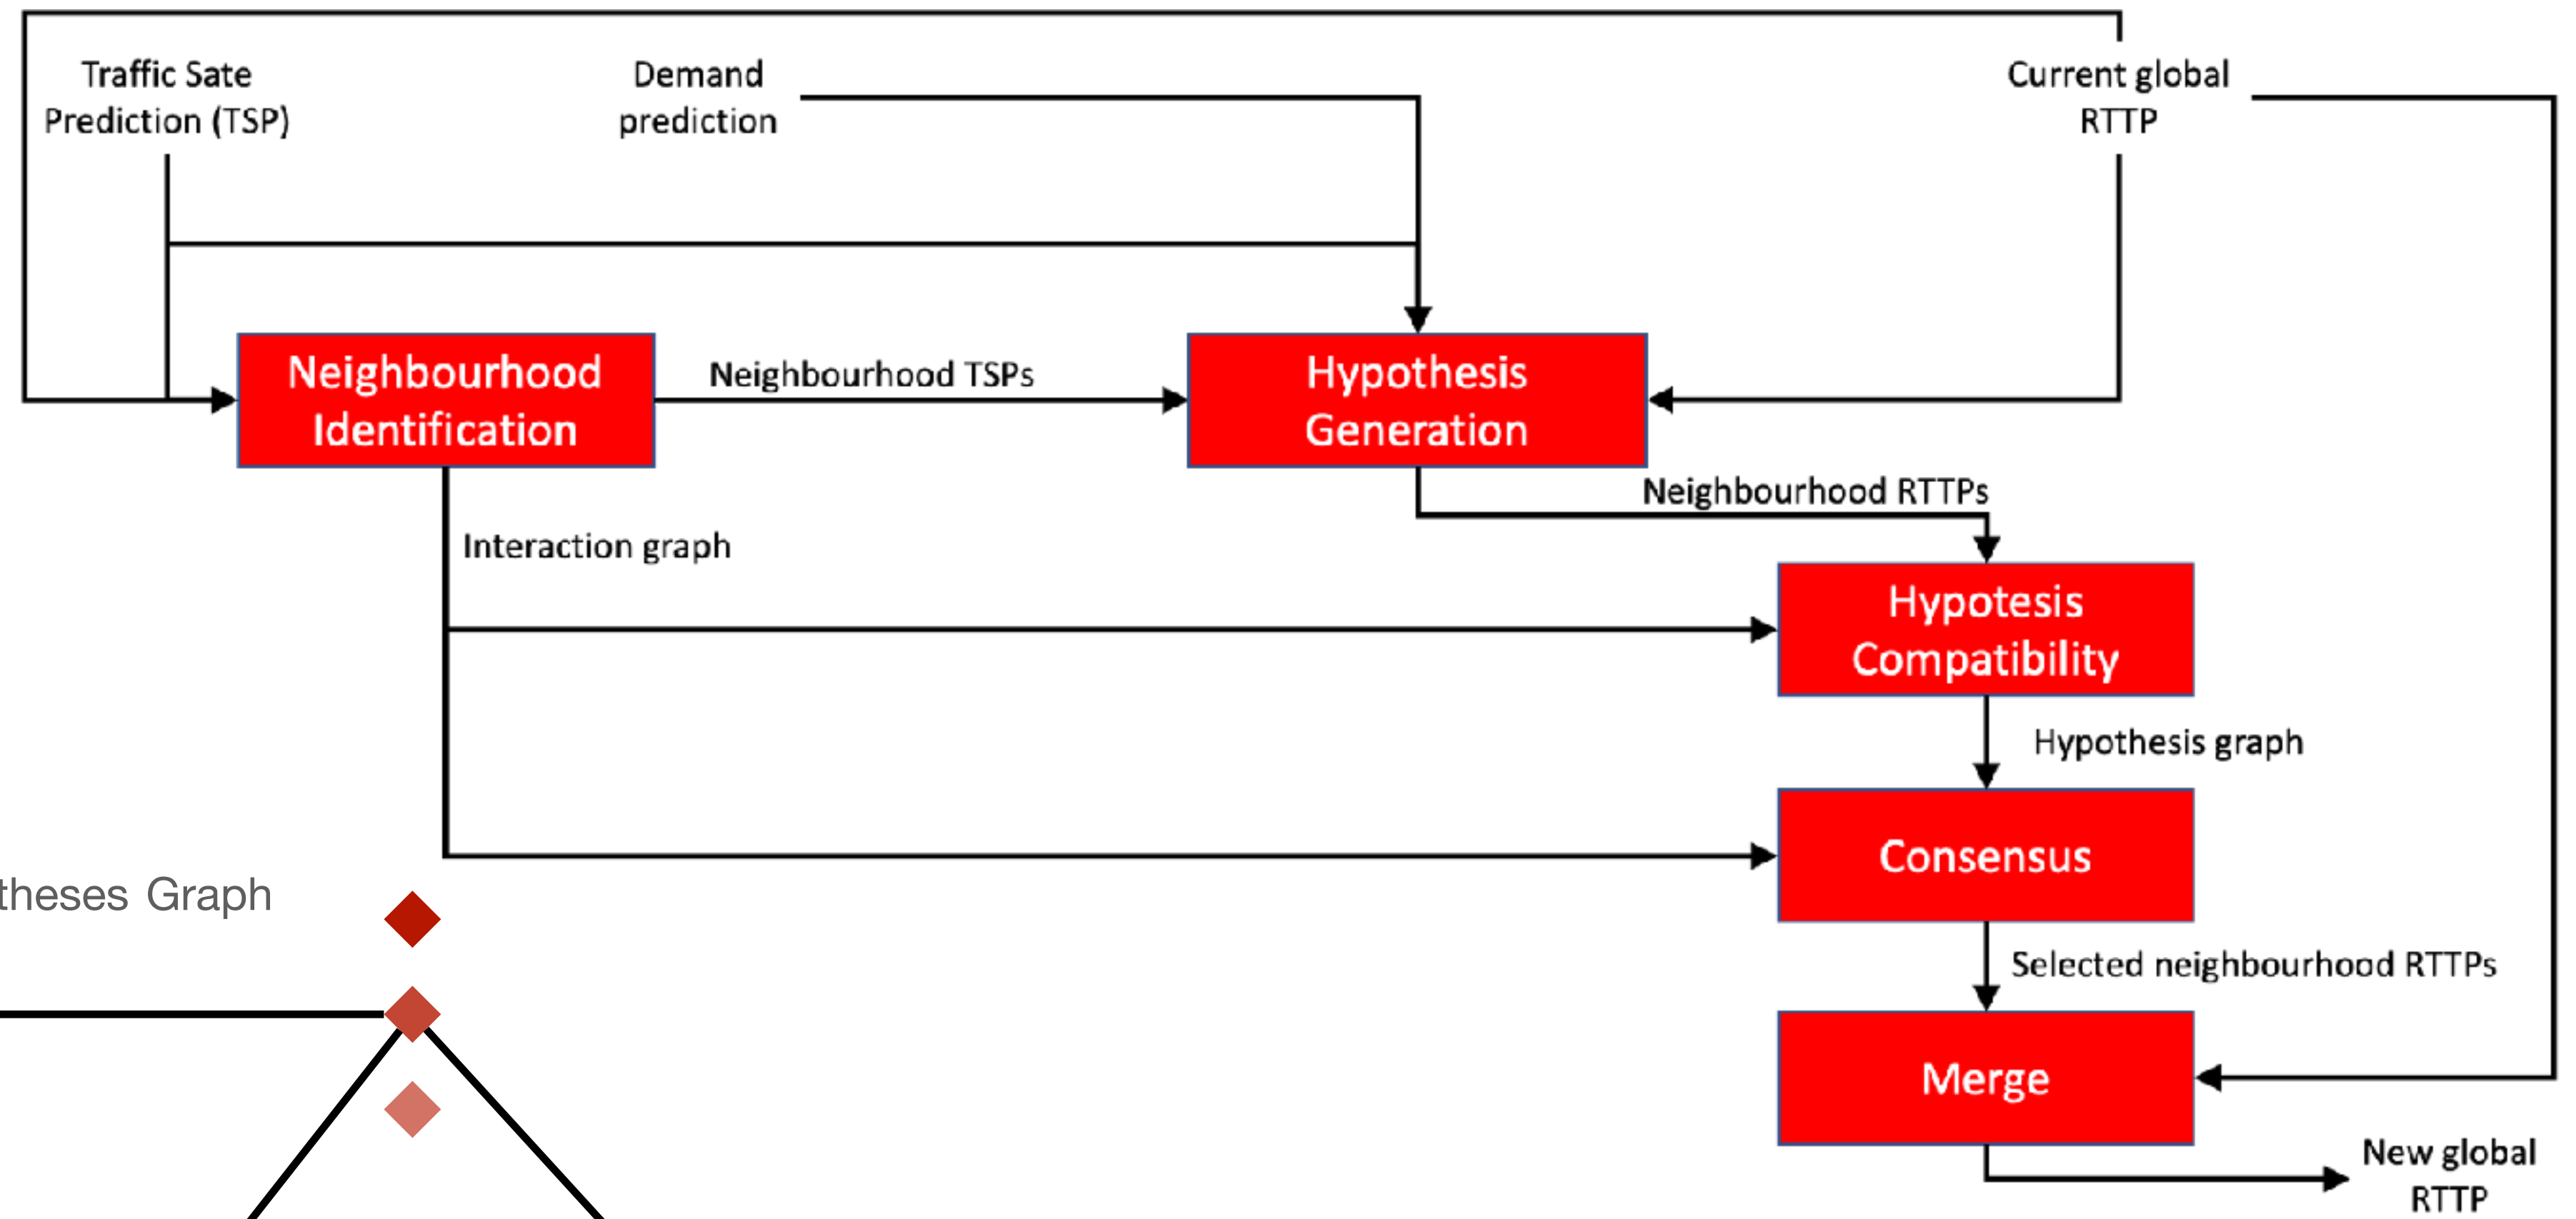 Traffic Sate
Prediction (TSP)
Demand
prediction
Current global
RTTP
Neighbourhood
Identification
Neighbourhood TSPs
Hypothesis
Generation
Neighbourhood RTTPs
Interaction graph
Hypotesis
Compatibility
Hypothesis graph
Consensus
theses Graph
Selected neighbourhood RTTPs
Merge
New global
RTTP